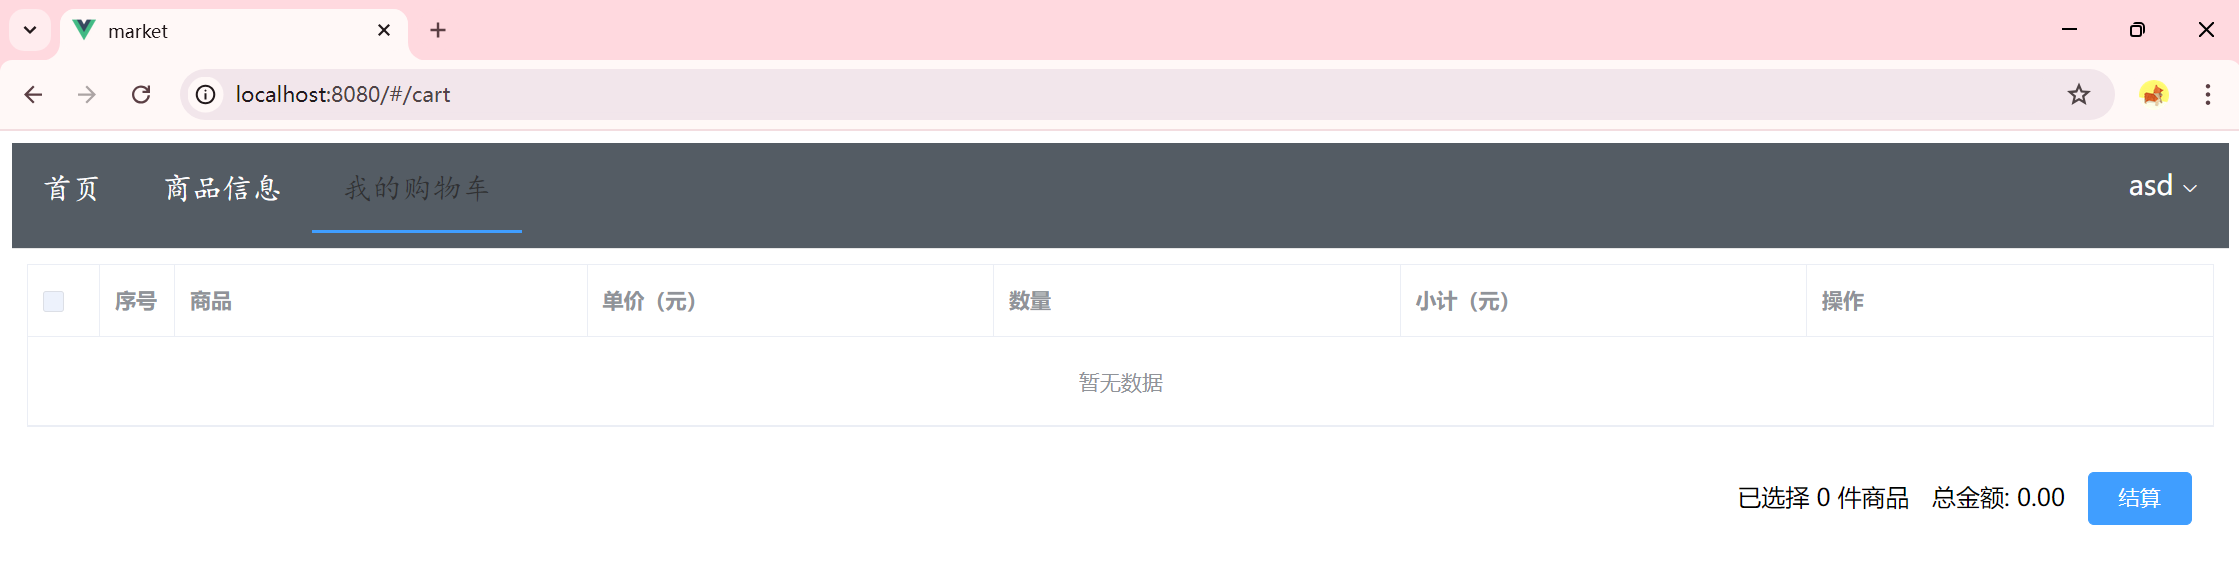 market
localhost:8080/#/cart
首页 商品信息 我的购物车 asd
序号 商品 单价（元） 数量 小计（元） 操作
暂无数据
已选择 0 件商品 总金额: 0.00 结算